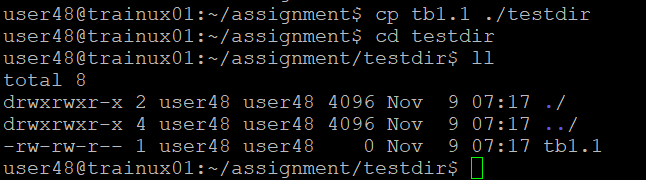 user48@trainux01:~/assignment$ cp tb1.1 ./testdir
user48@trainux01:~/assignment$ cd testdir
user48@trainux01:~/assignment/testdir$ ll
total 8
drwxrwxr-x 2 user48 user48 4096 Nov  9 07:17 ./
drwxrwxr-x 4 user48 user48 4096 Nov  9 07:17 ../
-rw-rw-r-- 1 user48 user48    0 Nov  9 07:17 tb1.1
user48@trainux01:~/assignment/testdir$